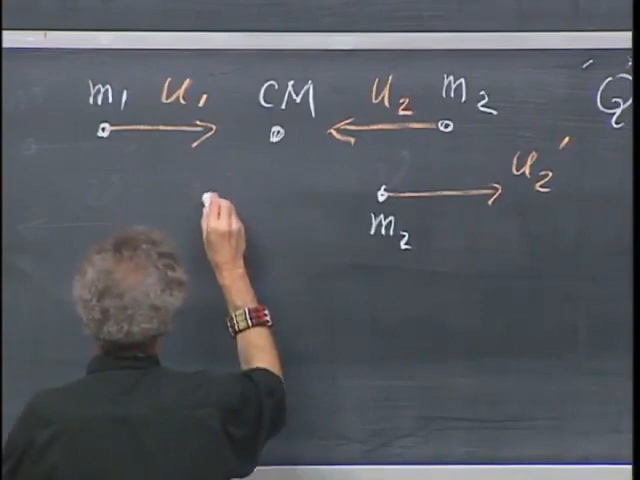 m₁ u₁ CM u₂ m₂ Q
u₂′
m₂